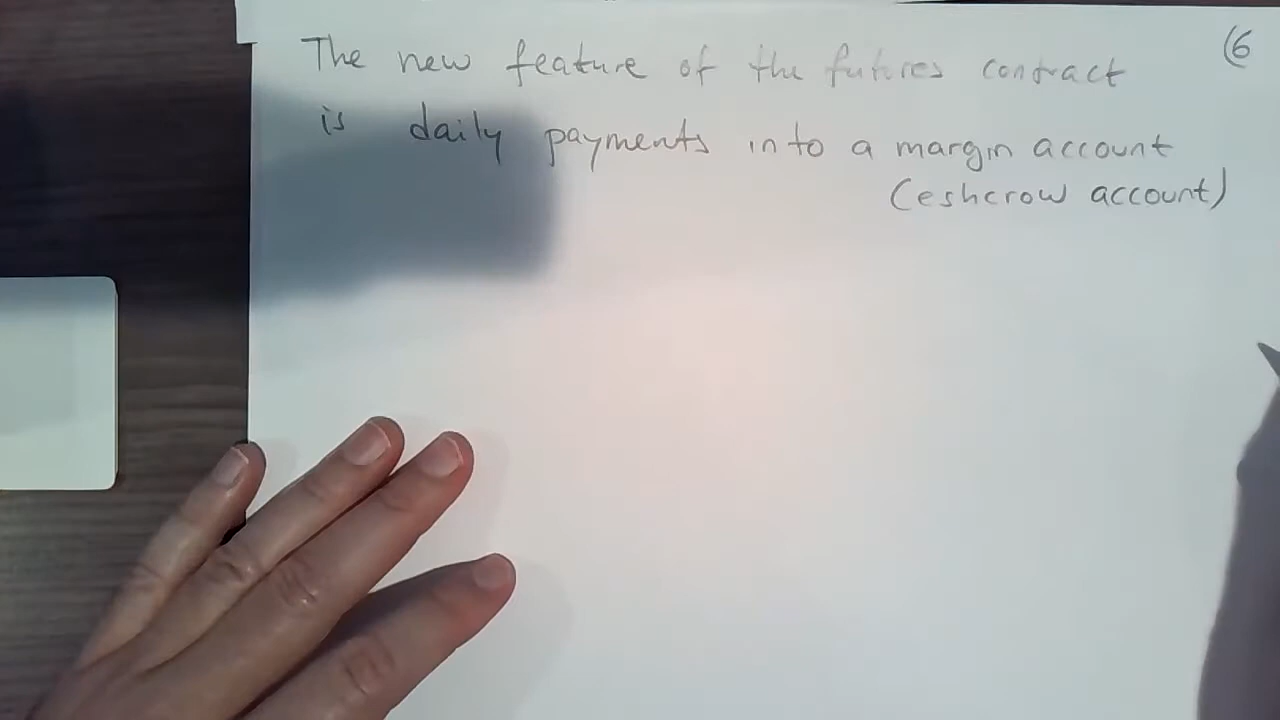 The new feature of the futures contract (6
is daily payments into a margin account
(eshcrow account)